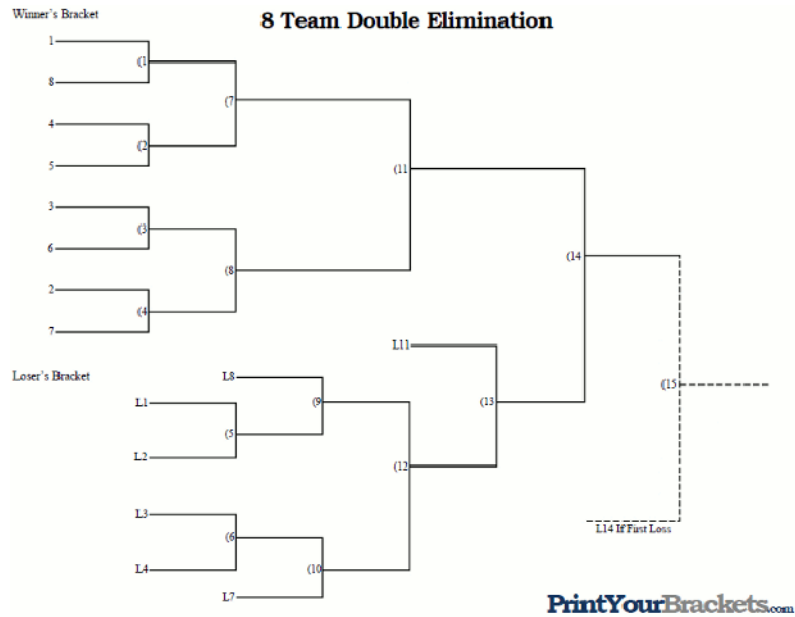 Winner's Bracket
8 Team Double Elimination
1
(1
8
(7
4
(2
5
(11
3
(3
6
(8
(14
2
(4
7
L11
Loser's Bracket
L8
(15
L1
(9
(13
(5
L2
(12
L3
(6
L14 If First Loss
L4
(10
L7
PrintYourBrackets.com